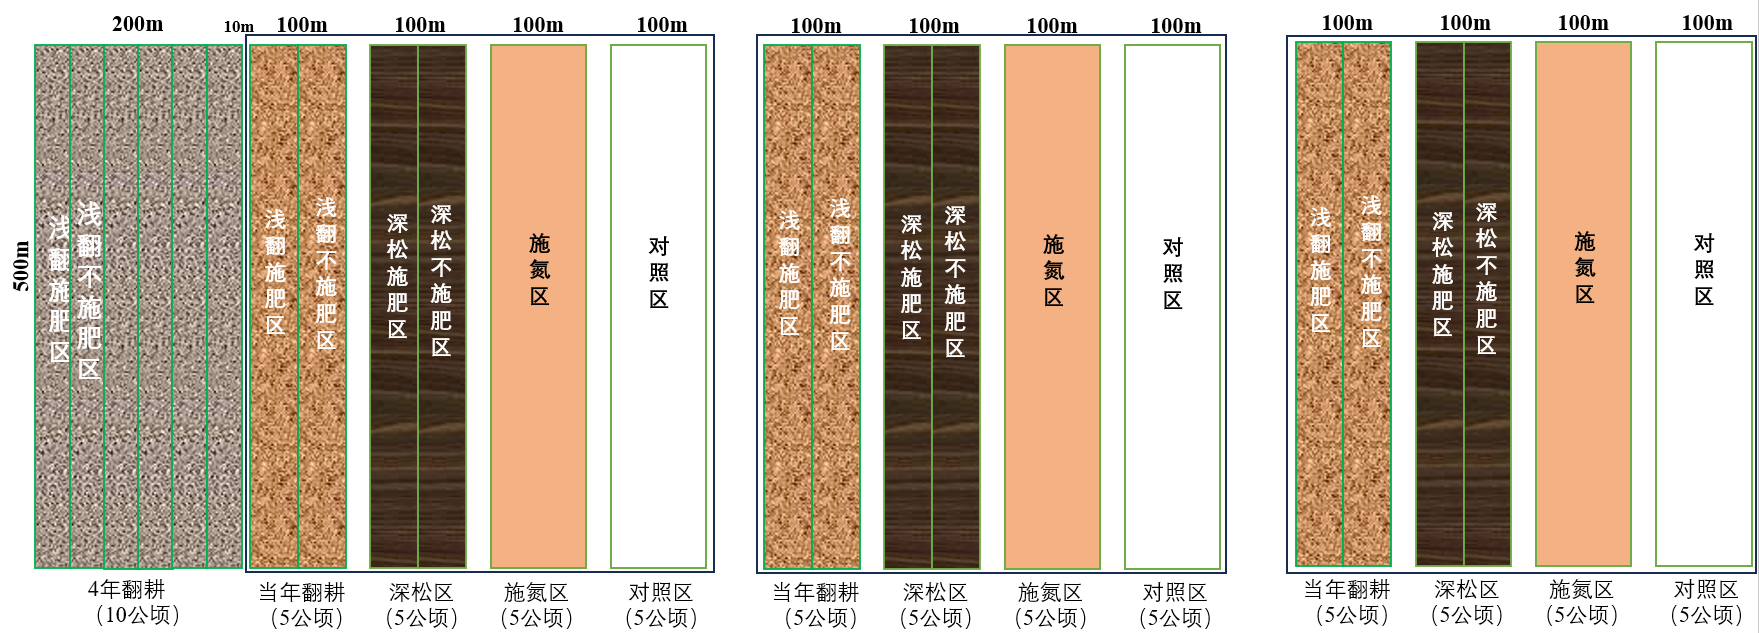 200m
10m
100m
100m
100m
100m
100m
100m
100m
100m
100m
100m
100m
100m
500m
浅翻施肥区
浅翻不施肥区
浅翻施肥区
浅翻不施肥区
深松施肥区
深松不施肥区
施氮区
对照区
浅翻施肥区
浅翻不施肥区
深松施肥区
深松不施肥区
施氮区
对照区
浅翻施肥区
浅翻不施肥区
深松施肥区
深松不施肥区
施氮区
对照区
4年翻耕
（10公顷）
当年翻耕
（5公顷）
深松区
（5公顷）
施氮区
（5公顷）
对照区
（5公顷）
当年翻耕
（5公顷）
深松区
（5公顷）
施氮区
（5公顷）
对照区
（5公顷）
当年翻耕
（5公顷）
深松区
（5公顷）
施氮区
（5公顷）
对照区
（5公顷）